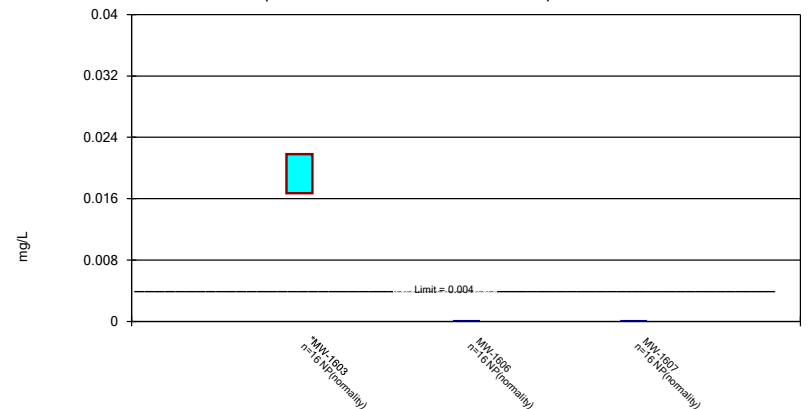 0.04
0.032
0.024
0.016
0.008
0
mg/L
Limit = 0.004
*MW-1603
n=16 NP(normality)
MW-1606
n=16 NP(normality)
MW-1607
n=16 NP(normality)